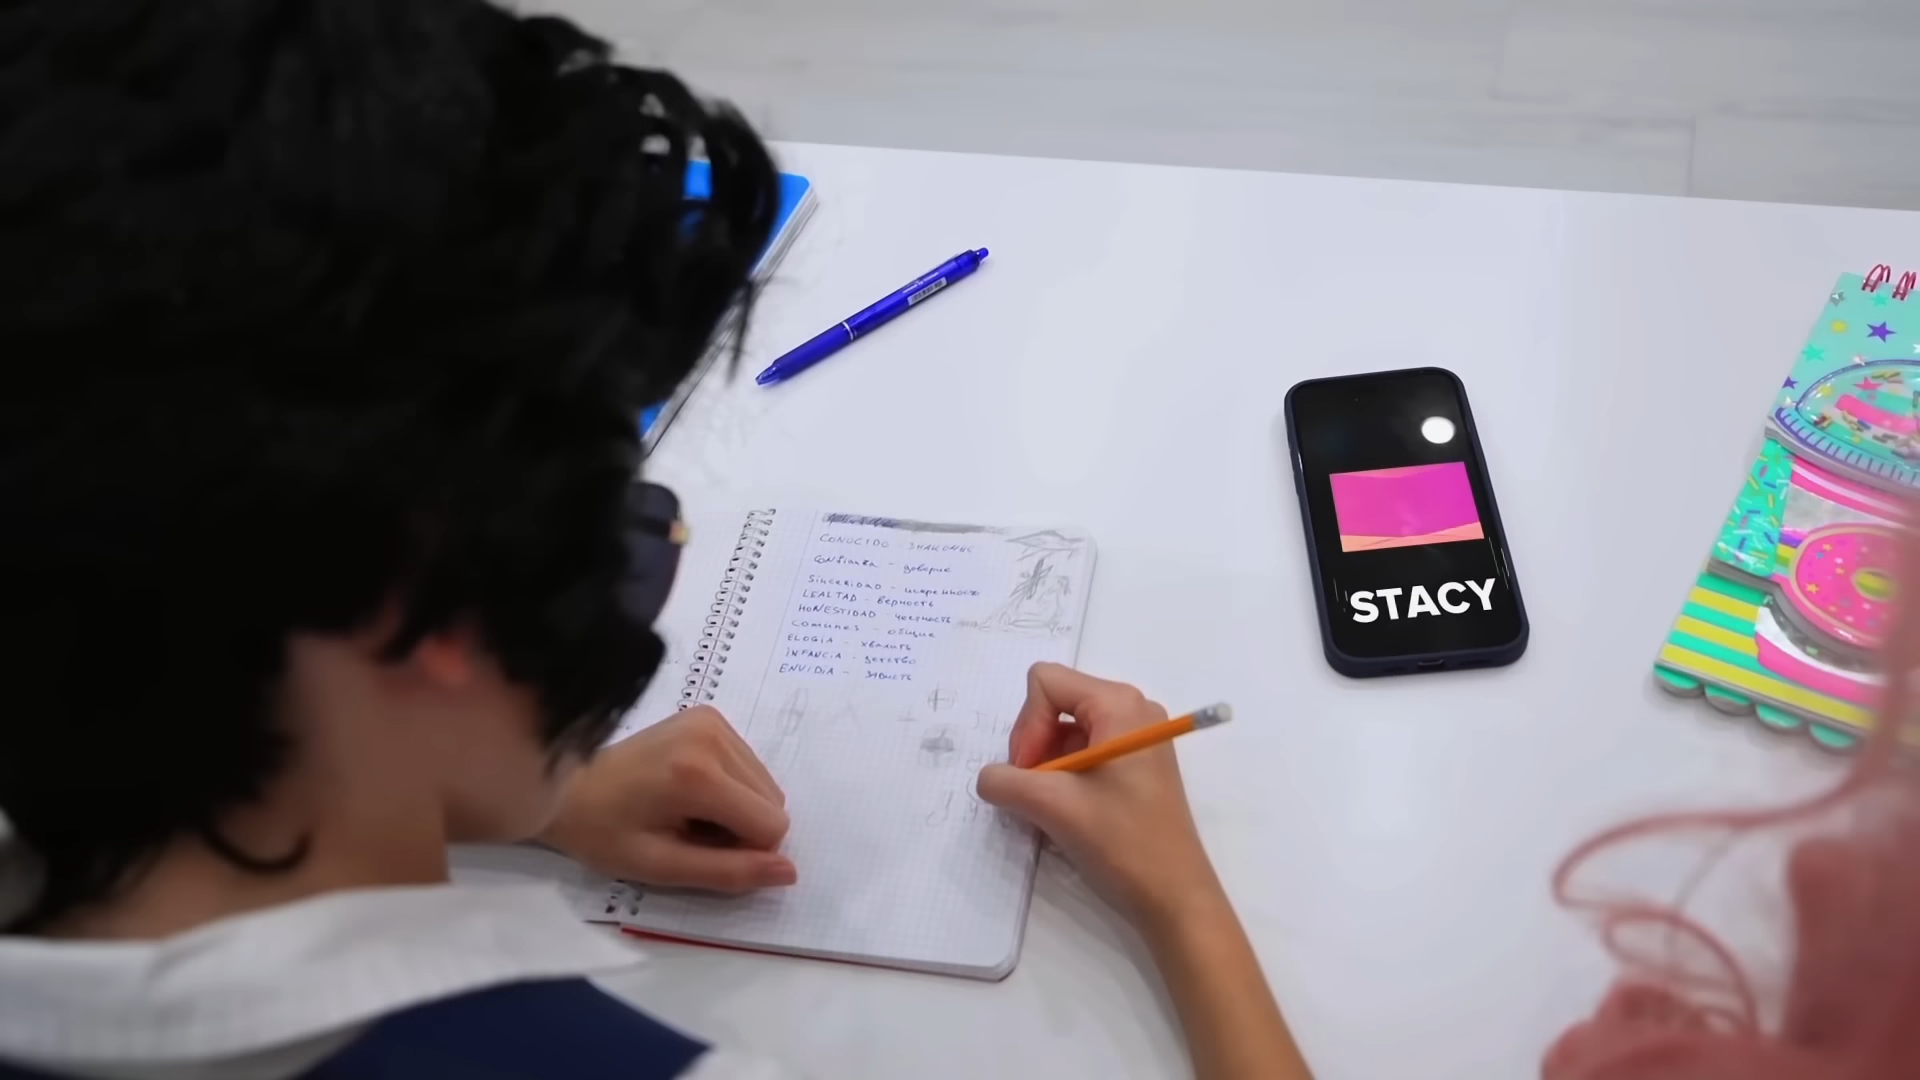 CONOCIDO - ЗНАКОМЫЕ
CONfiANZA - доверие
SiNCERiDAD - искренность
LEALTAD - верность
HONESTIDAD - честность
COMUNES - общие
ELOGiA - хвалить
iNFANCiA - детство
ENViDiA - зависть
STACY